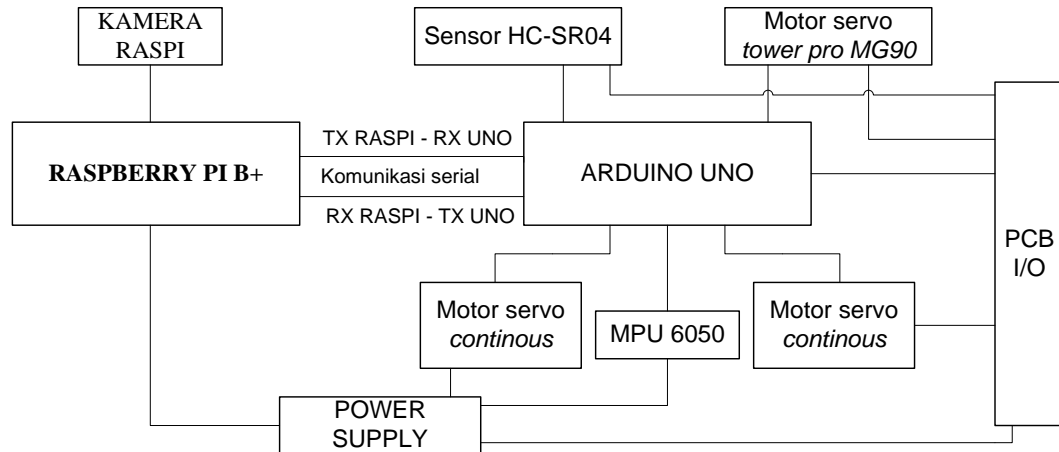 KAMERA
RASPI
Sensor HC-SR04
Motor servo
tower pro MG90
RASPBERRY PI B+
TX RASPI - RX UNO
Komunikasi serial
RX RASPI - TX UNO
ARDUINO UNO
PCB
I/O
Motor servo
continous
MPU 6050
Motor servo
continous
POWER
SUPPLY